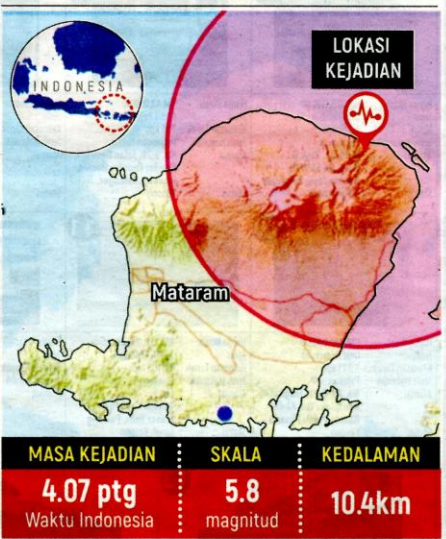 LOKASI
KEJADIAN
INDONESIA
Mataram
MASA KEJADIAN
4.07 ptg
Waktu Indonesia
SKALA
5.8
magnitud
KEDALAMAN
10.4km